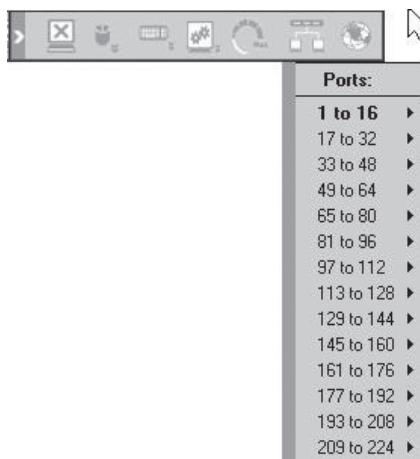 Ports:
1 to 16
17 to 32
33 to 48
49 to 64
65 to 80
81 to 96
97 to 112
113 to 128
129 to 144
145 to 160
161 to 176
177 to 192
193 to 208
209 to 224